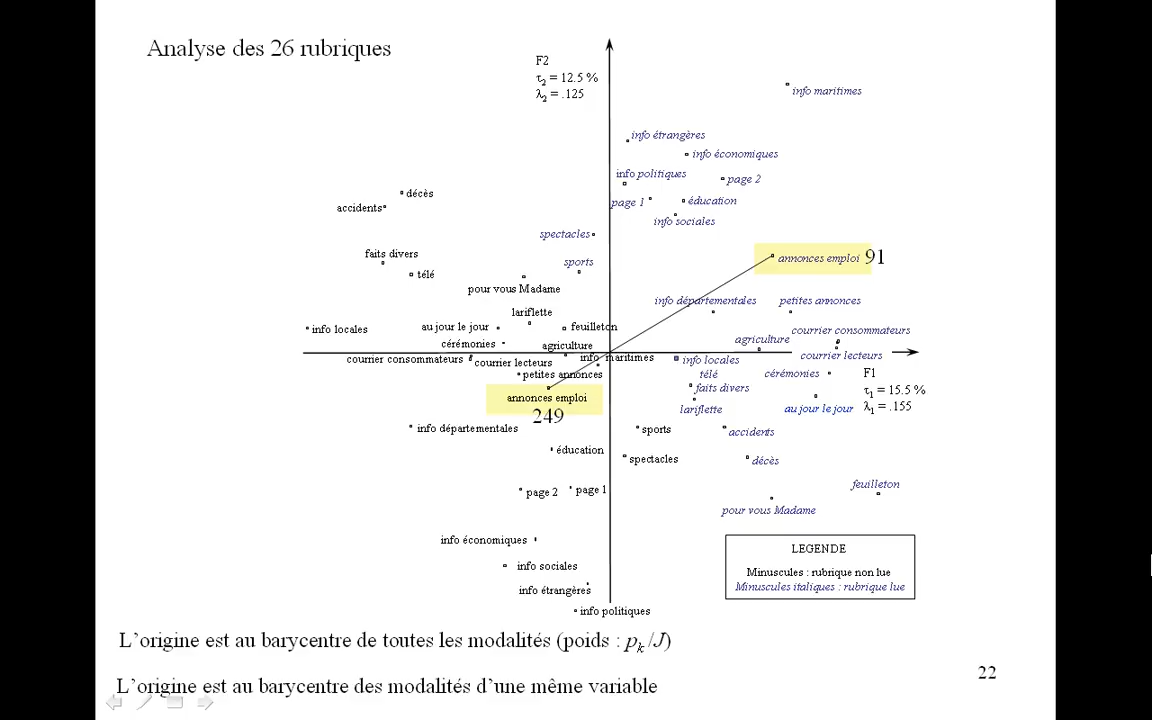 Analyse des 26 rubriques
F2
τ2 = 12.5 %
λ2 = .125
info maritimes
info étrangères
info économiques
info politiques
page 2
décès
page 1
éducation
accidents
info sociales
spectacles
faits divers
annonces emploi 91
sports
télé
pour vous Madame
info départementales
petites annonces
lariflette
info locales
au jour le jour
feuilleton
courrier consommateurs
cérémonies
agriculture
agriculture
courrier lecteurs
courrier consommateurs
courrier lecteurs
info maritimes
info locales
petites annonces
télé
cérémonies
F1
faits divers
τ1 = 15.5 %
annonces emploi
lariflette
au jour le jour
λ1 = .155
249
info départementales
sports
accidents
éducation
spectacles
décès
feuilleton
page 2
page 1
pour vous Madame
info économiques
LEGENDE
info sociales
Minuscules : rubrique non lue
Minuscules italiques : rubrique lue
info étrangères
info politiques
L'origine est au barycentre de toutes les modalités (poids : pk/J)
22
L'origine est au barycentre des modalités d'une même variable